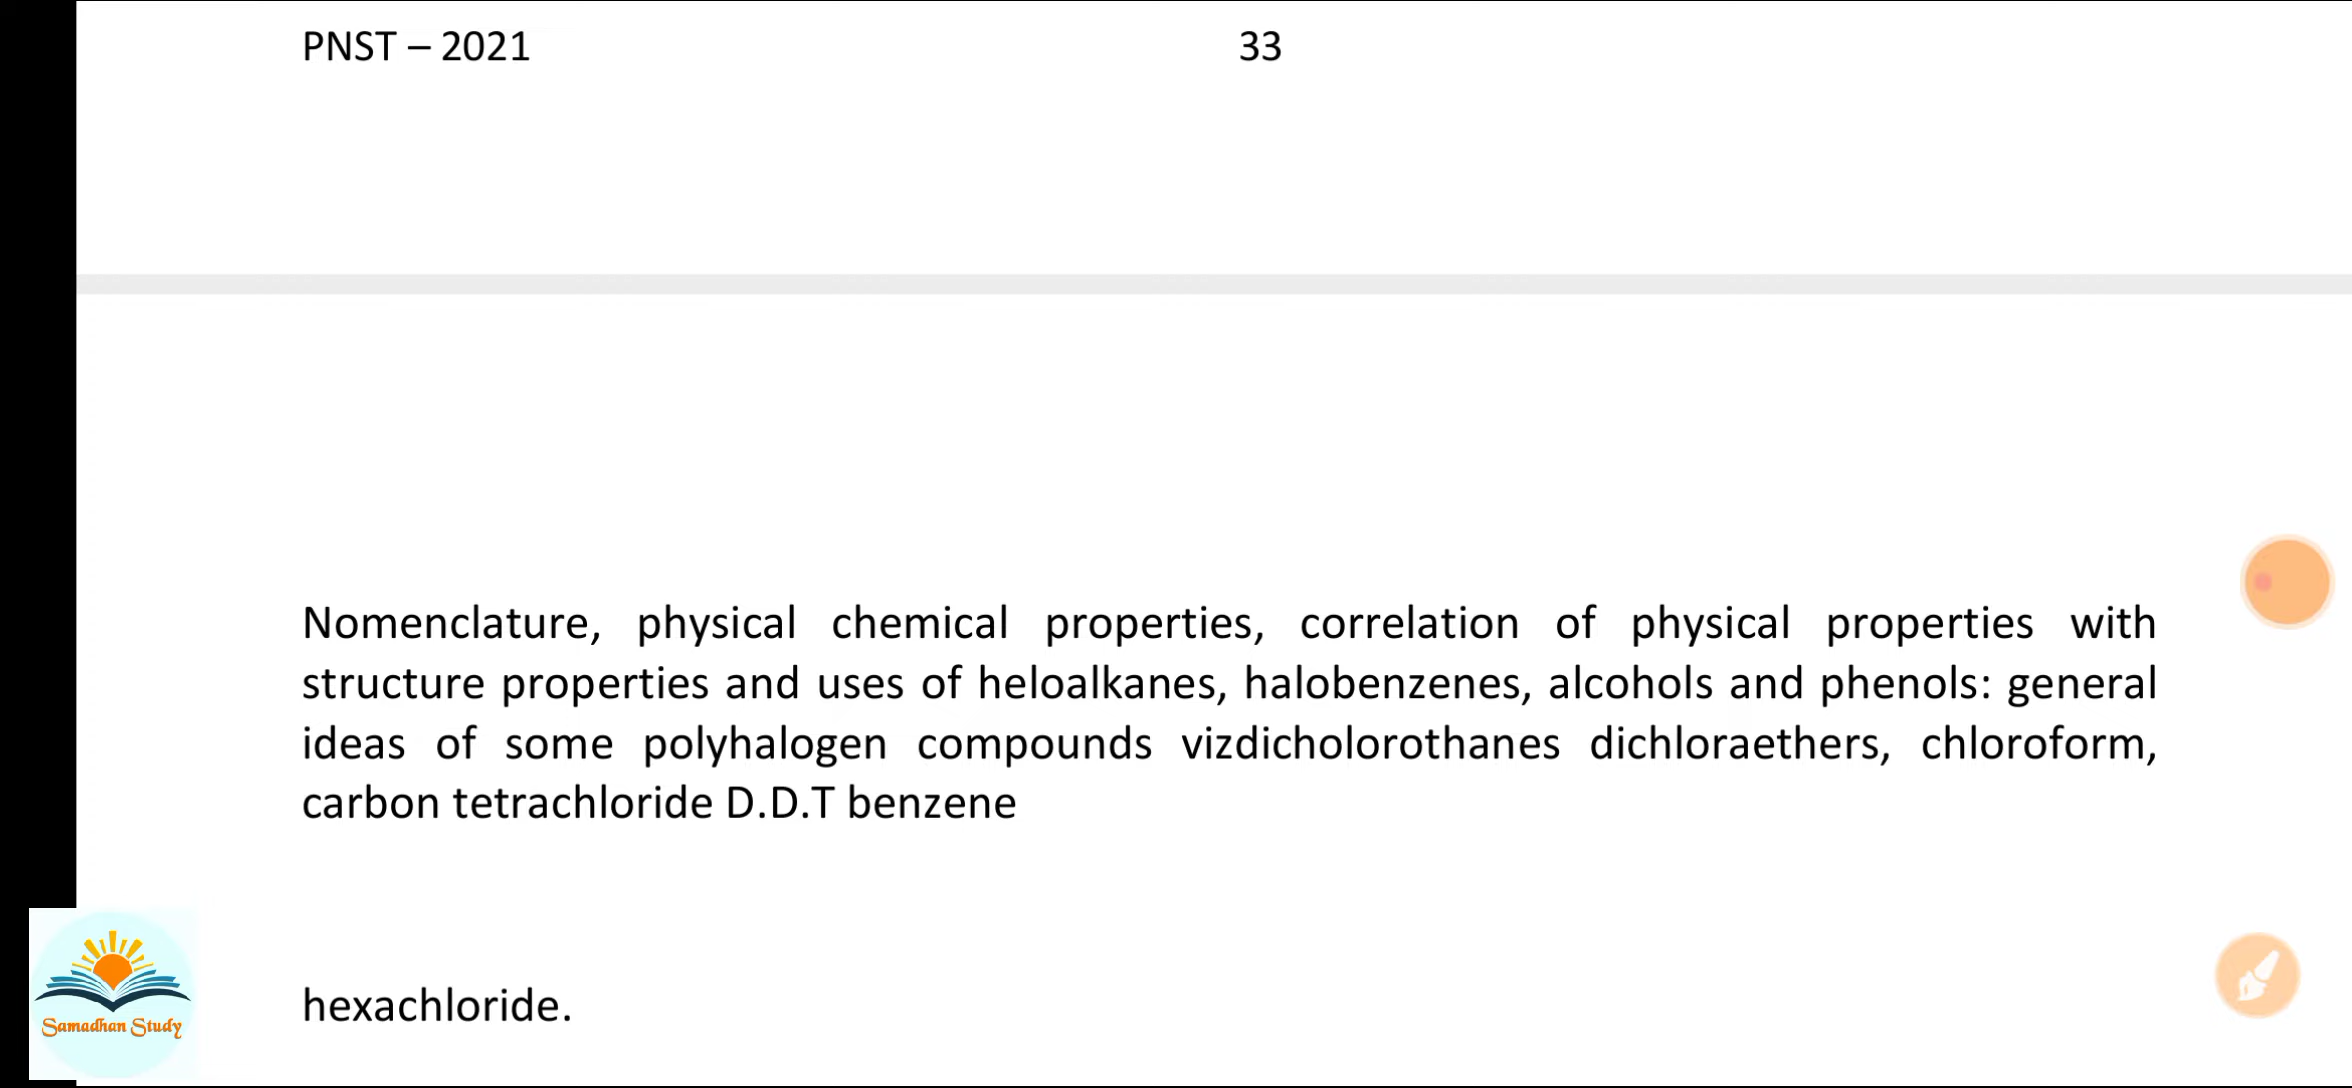 PNST – 2021 33
Nomenclature, physical chemical properties, correlation of physical properties with
structure properties and uses of heloalkanes, halobenzenes, alcohols and phenols: general
ideas of some polyhalogen compounds vizdicholorothanes dichloraethers, chloroform,
carbon tetrachloride D.D.T benzene
hexachloride.
Samadhan Study